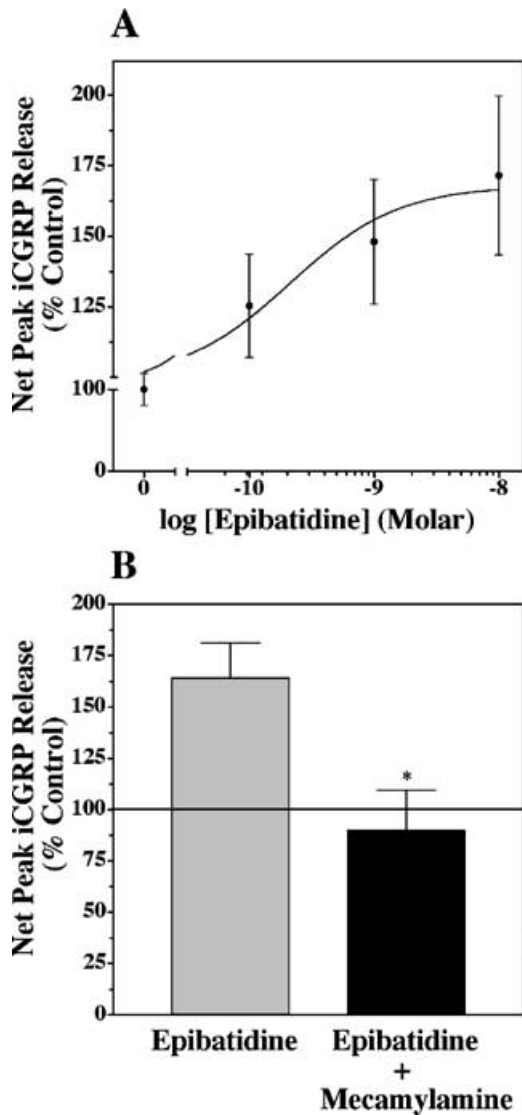 A
Net Peak iCGRP Release
(% Control)
200
175
150
125
100
0
0
-10
-9
-8
log [Epibatidine] (Molar)
B
Net Peak iCGRP Release
(% Control)
200
175
150
125
100
75
50
25
0
*
Epibatidine
Epibatidine
+
Mecamylamine